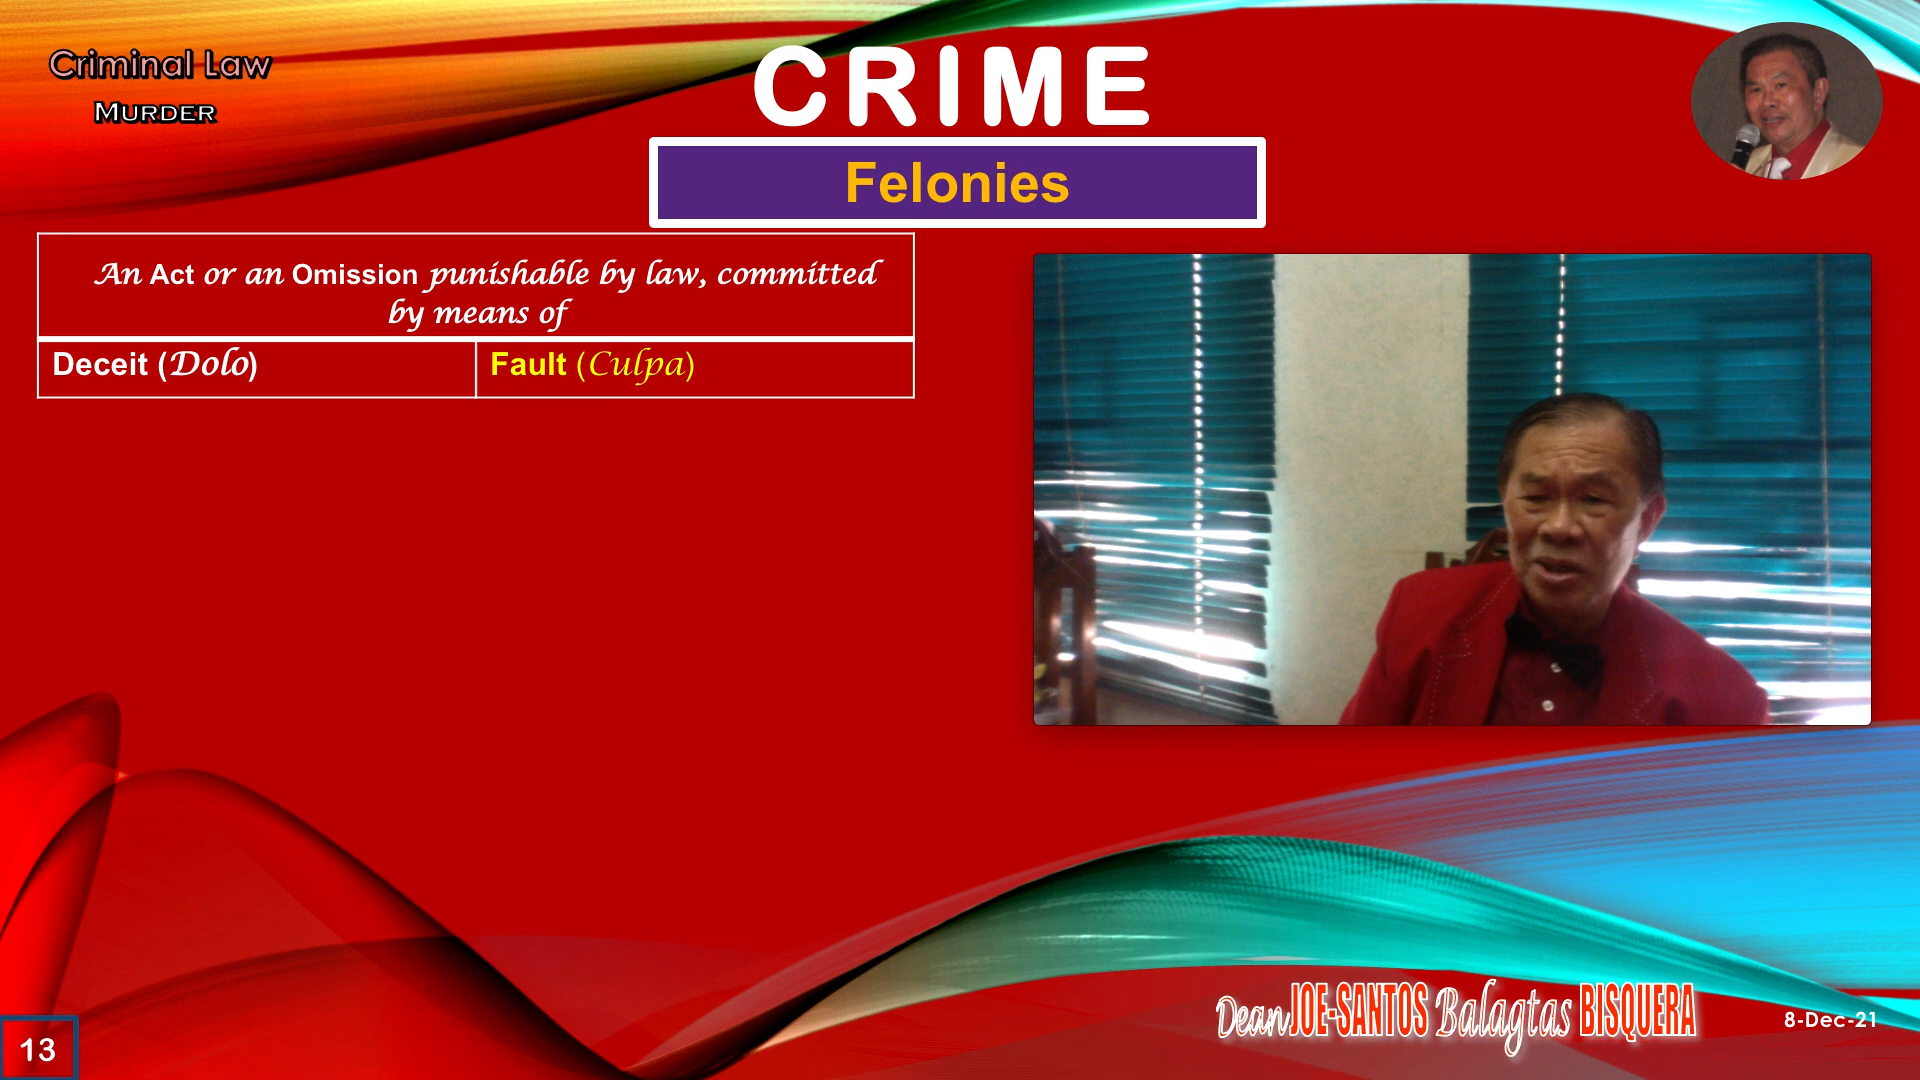 Criminal Law
MURDER
CRIME
Felonies
An Act or an Omission punishable by law, committed
by means of
Deceit (Dolo)
Fault (Culpa)
Dean JOE-SANTOS Balagtas BISQUERA
8-Dec-21
13